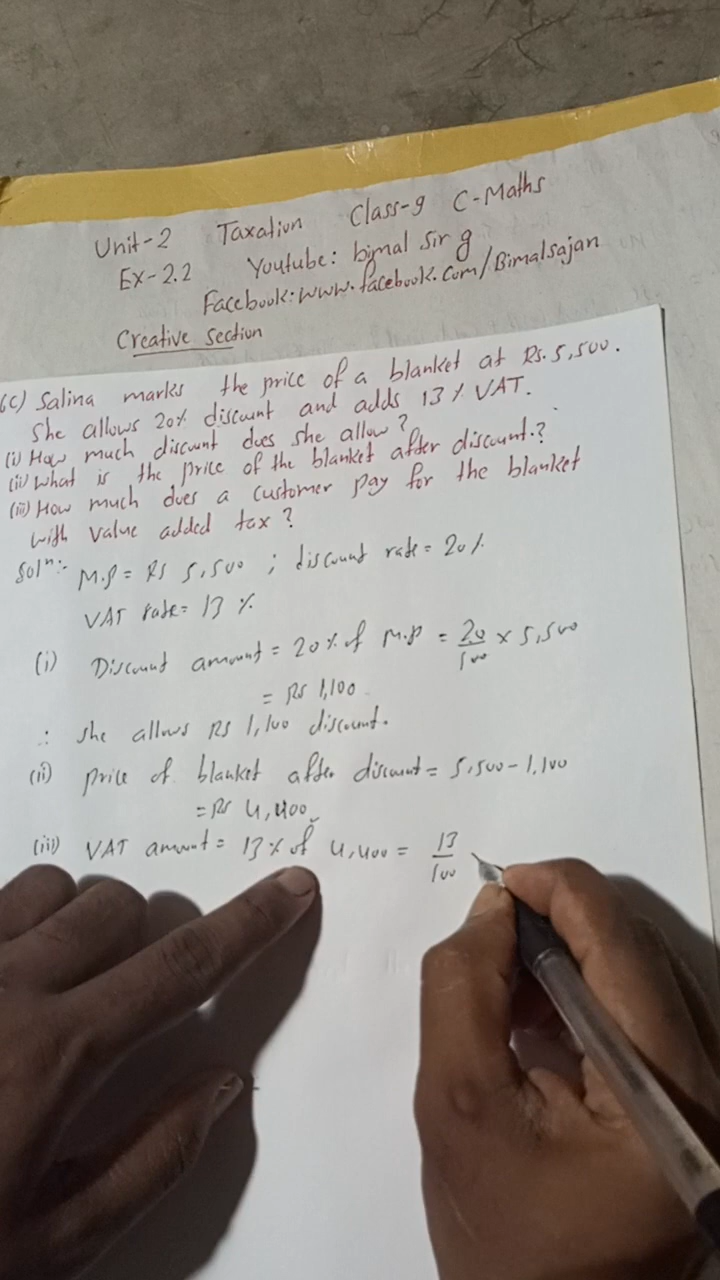 Unit-2 Taxation Class-9 C-Maths
Ex-2.2 Youtube: bimal sir g
Facebook:www.facebook.com/Bimalsajan
Creative section
6C) Salina marks the price of a blanket at Rs. 5,500.
She allows 20% discount and adds 13% VAT.
(i) How much discount does she allow?
(ii) What is the price of the blanket after discount.?
(iii) How much does a customer pay for the blanket
with value added tax?
Solⁿ:- M.P = RS 5,500 ; discount rate = 20%
VAT rate = 13 %
(i) Discount amount = 20% of M.P = 20/100 × 5,500
= RS 1,100
∴ she allows RS 1,100 discount.
(ii) price of blanket after discount = 5,500 - 1,100
= RS 4,400
(iii) VAT amount = 13% of 4,400 = 13/100